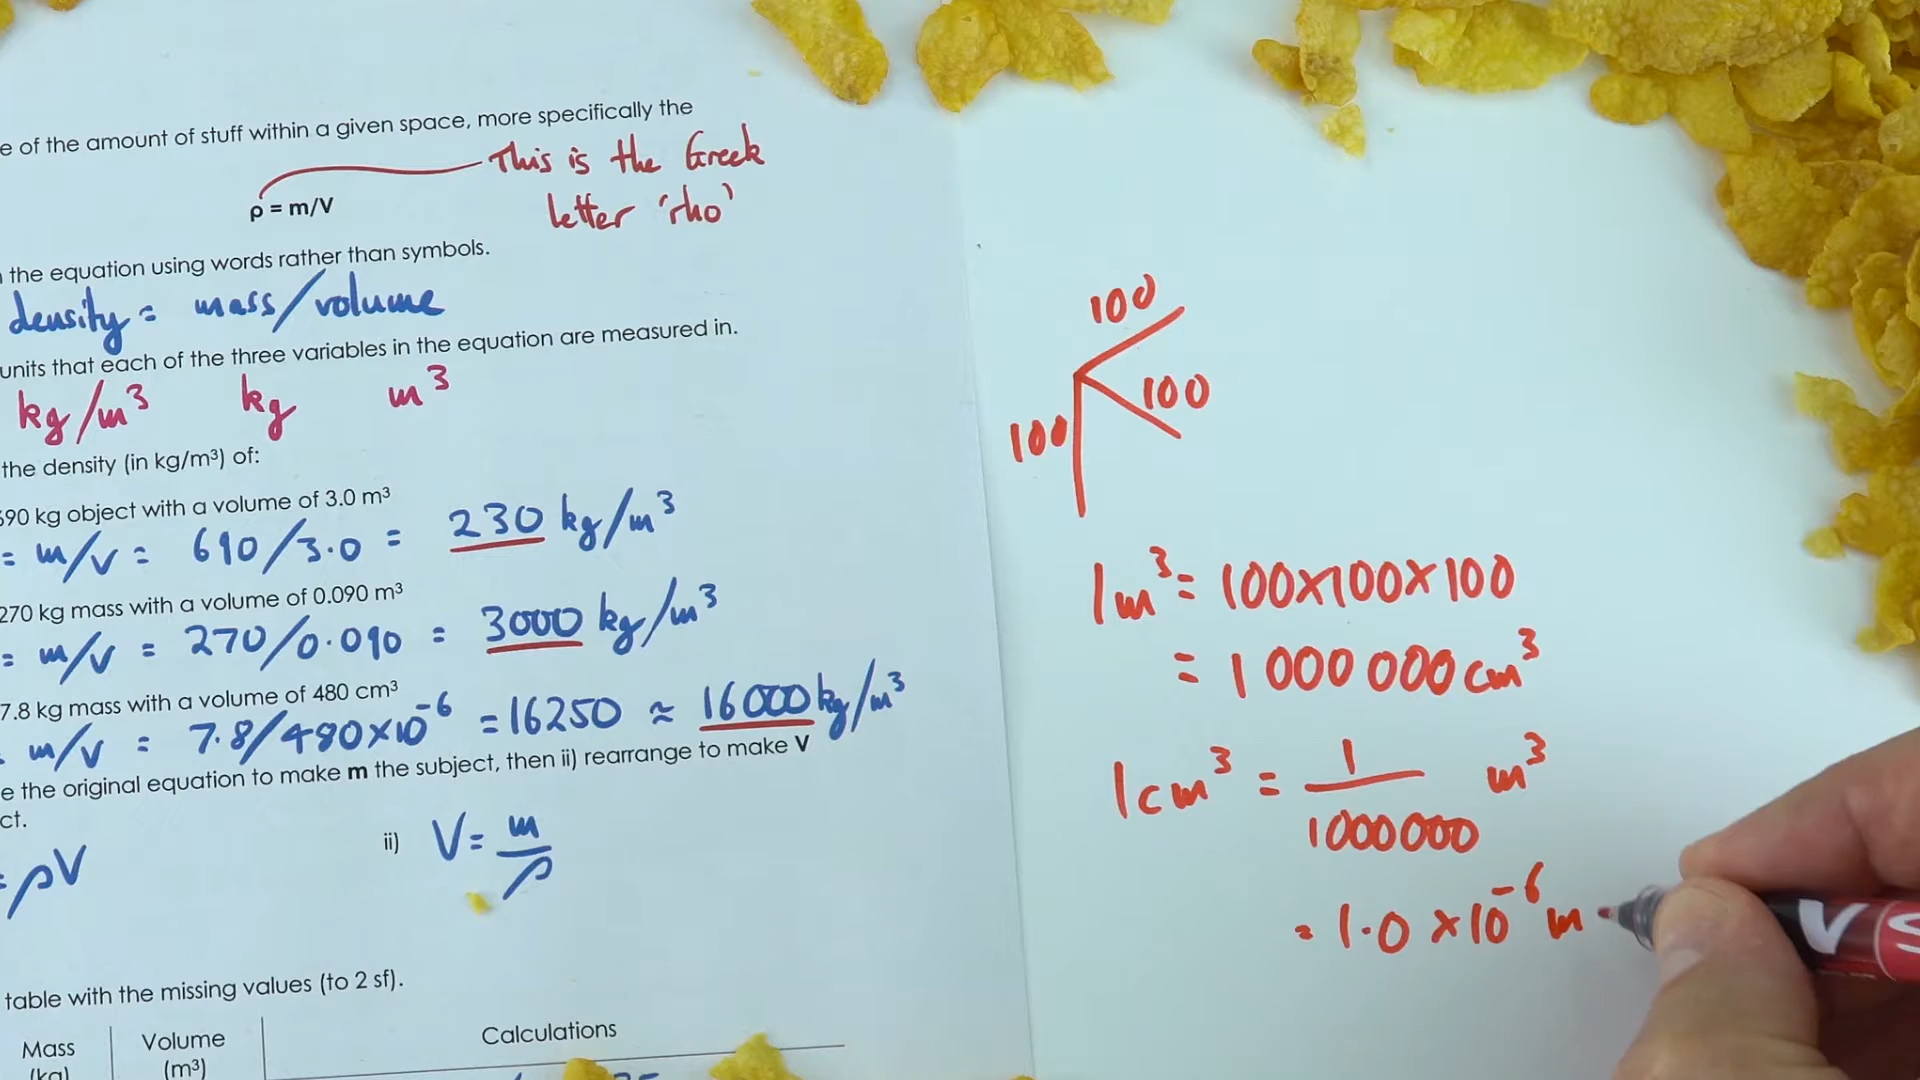 e of the amount of stuff within a given space, more specifically the
This is the Greek
letter 'rho'
ρ = m/V
the equation using words rather than symbols.
density = mass/volume
units that each of the three variables in the equation are measured in.
kg/m³ kg m³
the density (in kg/m³) of:
690 kg object with a volume of 3.0 m³
= m/V = 690/3.0 = 230 kg/m³
270 kg mass with a volume of 0.090 m³
= m/V = 270/0.090 = 3000 kg/m³
7.8 kg mass with a volume of 480 cm³
m/V = 7.8/480×10⁻⁶ = 16250 ≈ 16000 kg/m³
e the original equation to make m the subject, then ii) rearrange to make V
ct.
= ρV
ii) V = m/ρ
table with the missing values (to 2 sf).
Mass
(kg)
Volume
(m³)
Calculations
100
100
100
1m³ = 100×100×100
= 1 000 000 cm³
1cm³ = 1/1000000 m³
= 1.0 ×10⁻⁶ m